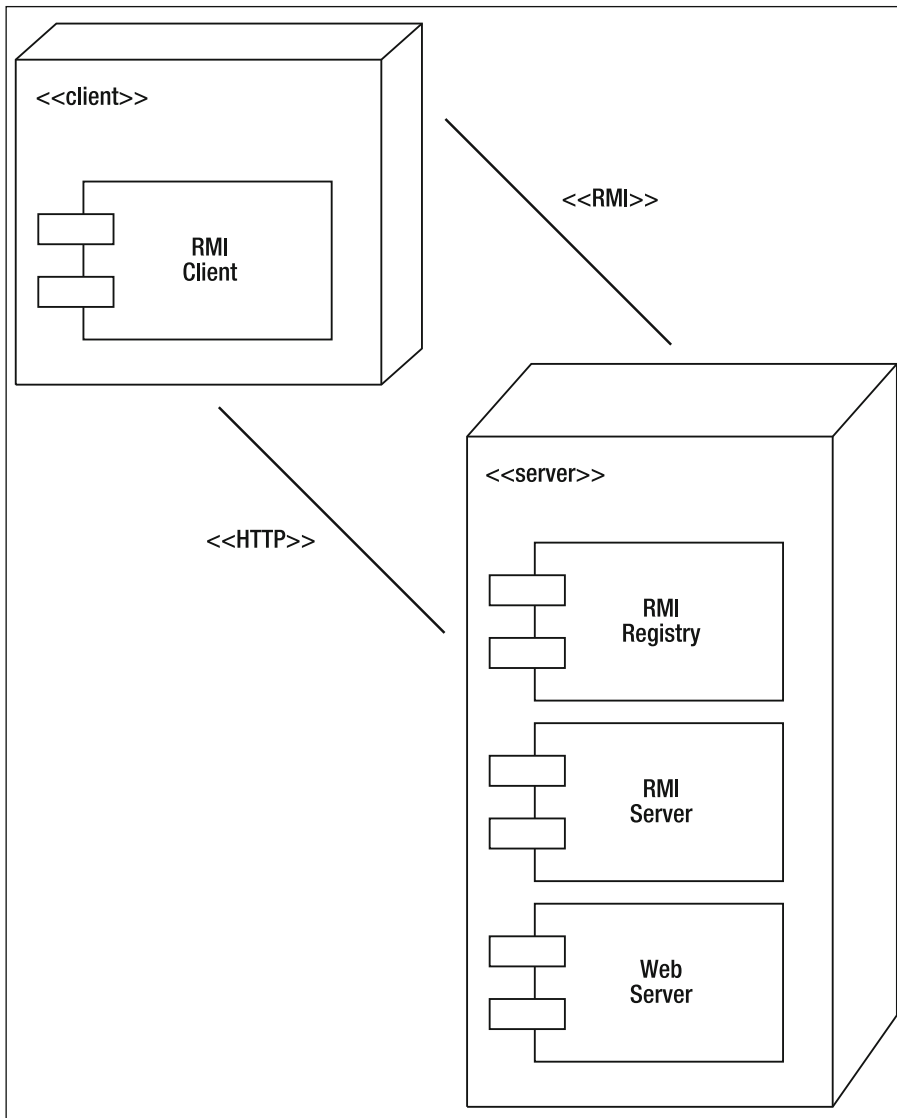 <<client>>
RMI
Client
<<RMI>>
<<HTTP>>
<<server>>
RMI
Registry
RMI
Server
Web
Server